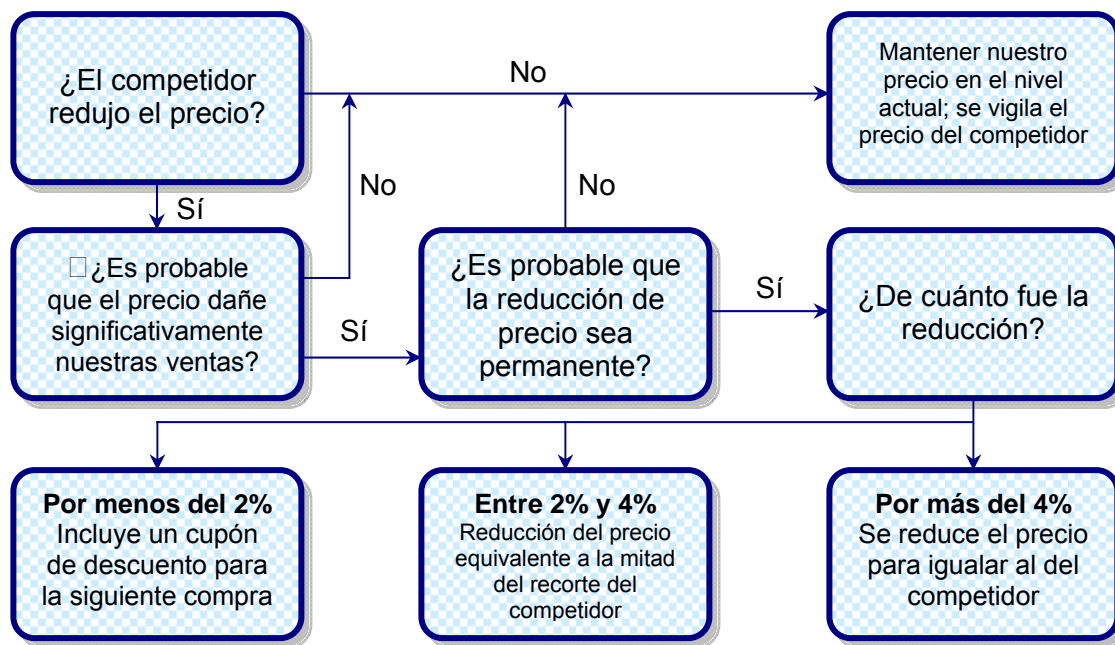 ¿El competidor
redujo el precio?
No
Mantener nuestro
precio en el nivel
actual; se vigila el
precio del competidor
Sí
No
No
□¿Es probable
que el precio dañe
significativamente
nuestras ventas?
Sí
¿Es probable que
la reducción de
precio sea
permanente?
Sí
¿De cuánto fue la
reducción?
Por menos del 2%
Incluye un cupón
de descuento para
la siguiente compra
Entre 2% y 4%
Reducción del precio
equivalente a la mitad
del recorte del
competidor
Por más del 4%
Se reduce el precio
para igualar al del
competidor